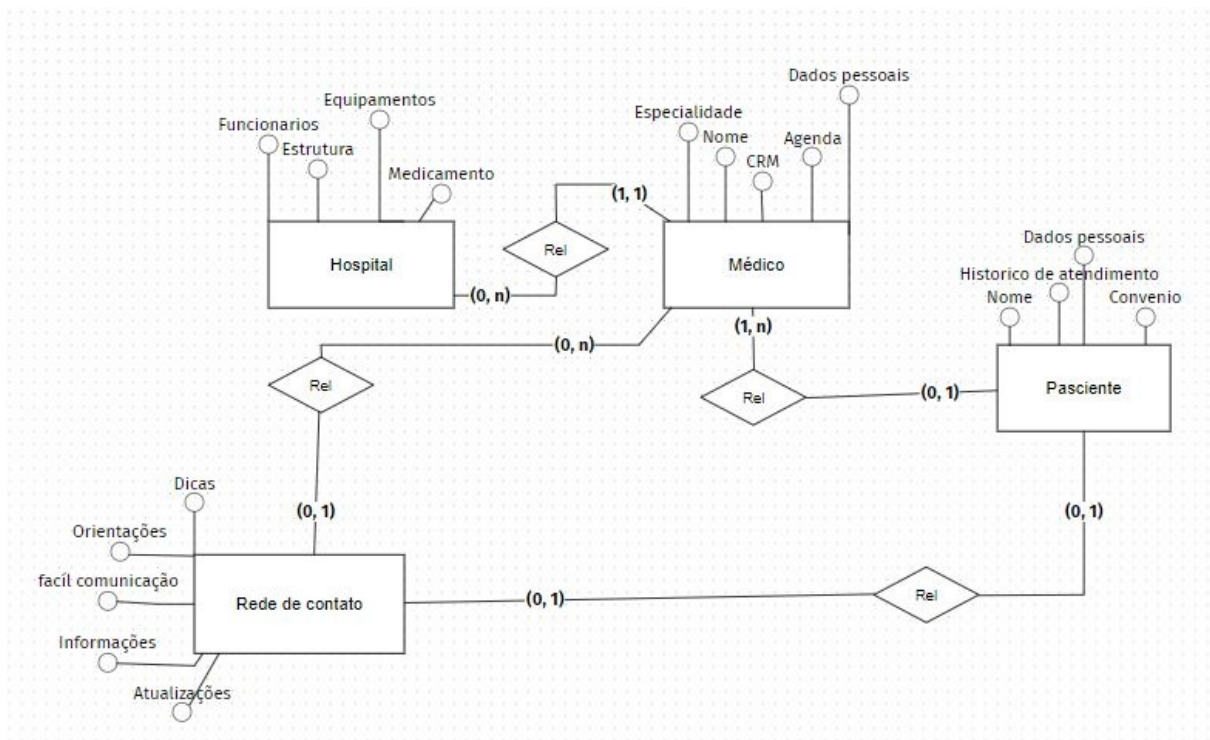 Dados pessoais
Equipamentos
Especialidade
Funcionarios
Nome
Agenda
Estrutura
CRM
Medicamento
(1, 1)
Dados pessoais
Rel
Hospital
Médico
Historico de atendimento
(0, n)
Nome
Convenio
(1, n)
(0, n)
Rel
Rel
(0, 1)
Pasciente
Dicas
(0, 1)
(0, 1)
Orientações
facíl comunicação
Rede de contato
(0, 1)
Rel
Informações
Atualizações